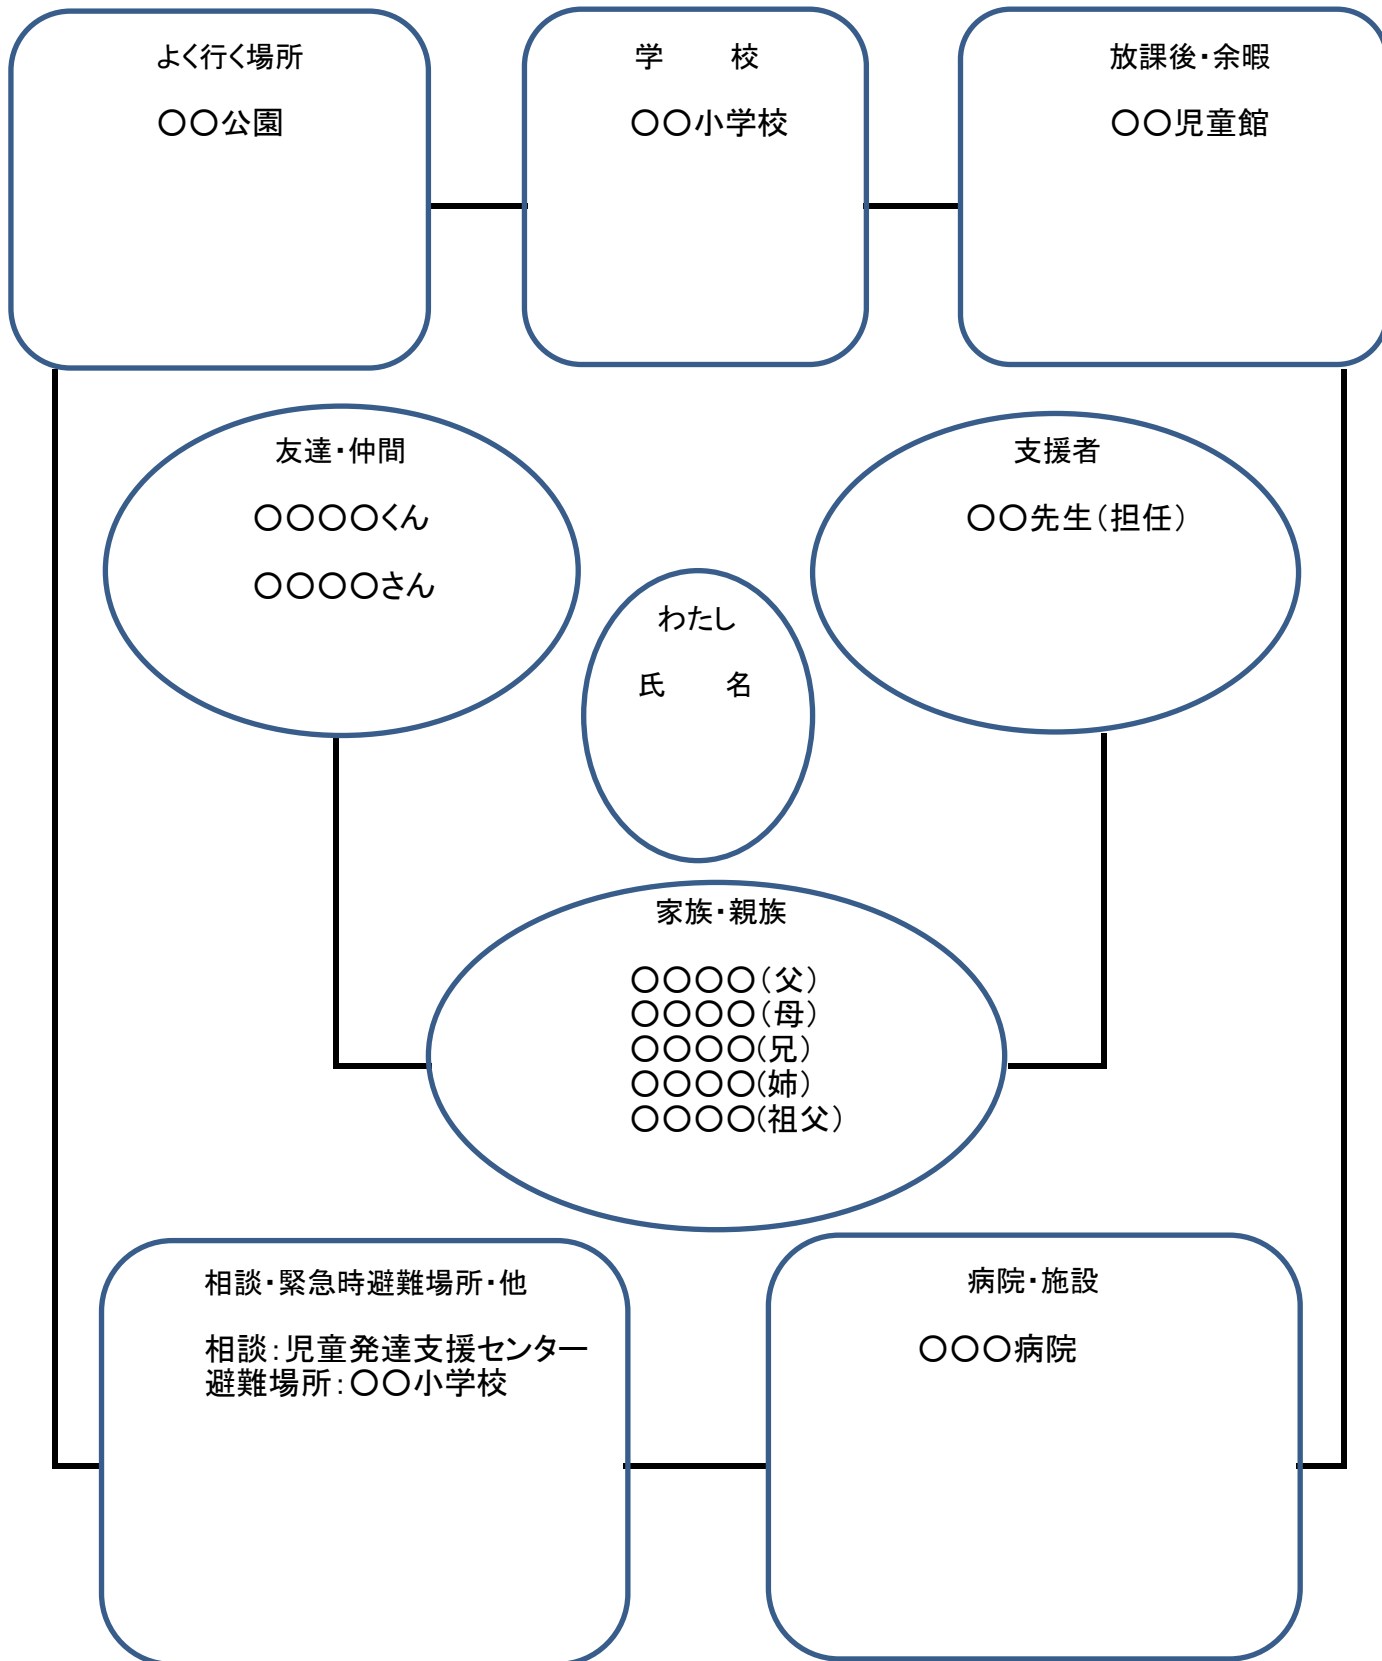 よく行く場所
〇〇公園
学　　校
〇〇小学校
放課後・余暇
〇〇児童館
友達・仲間
〇〇〇〇くん
〇〇〇〇さん
支援者
〇〇先生（担任）
わたし
氏　　名
家族・親族
〇〇〇〇（父）
〇〇〇〇（母）
〇〇〇〇（兄）
〇〇〇〇（姉）
〇〇〇〇（祖父）
相談・緊急時避難場所・他
相談：児童発達支援センター
避難場所：〇〇小学校
病院・施設
〇〇〇病院